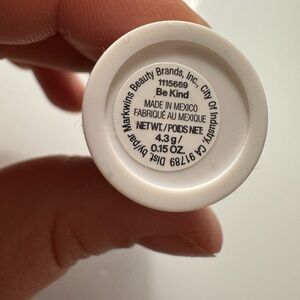 Dist. by/par Markwins Beauty Brands, Inc., City Of Industry, CA 91789
1115669
Be Kind
MADE IN MEXICO
FABRIQUÉ AU MEXIQUE
NET WT./POIDS NET:
4.3 g/
0.15 OZ.